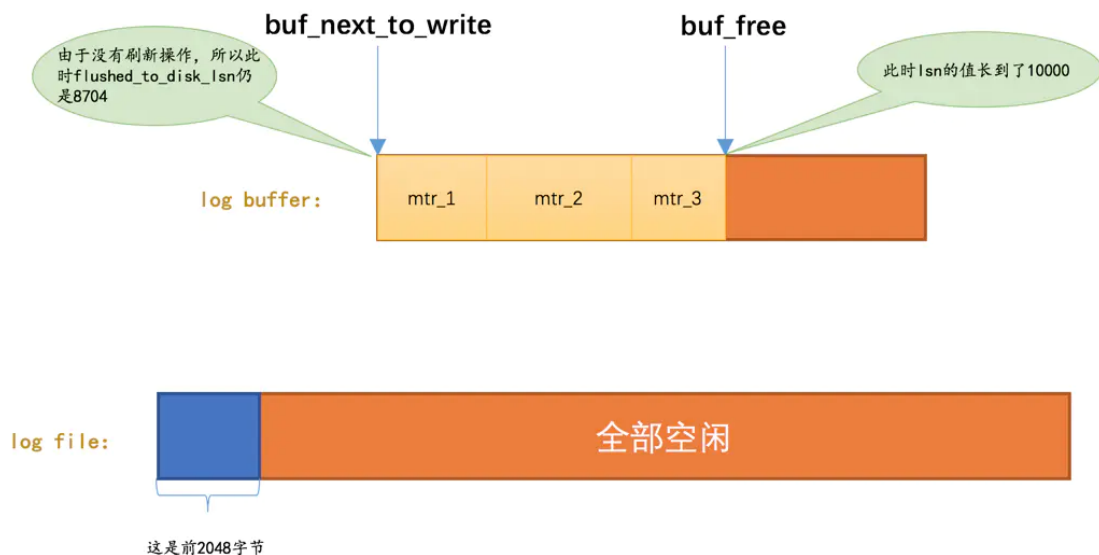 buf_next_to_write
buf_free
由于没有刷新操作，所以此
时flushed_to_disk_lsn仍
是8704
此时lsn的值长到了10000
log buffer:
mtr_1
mtr_2
mtr_3
log file:
全部空闲
这是前2048字节